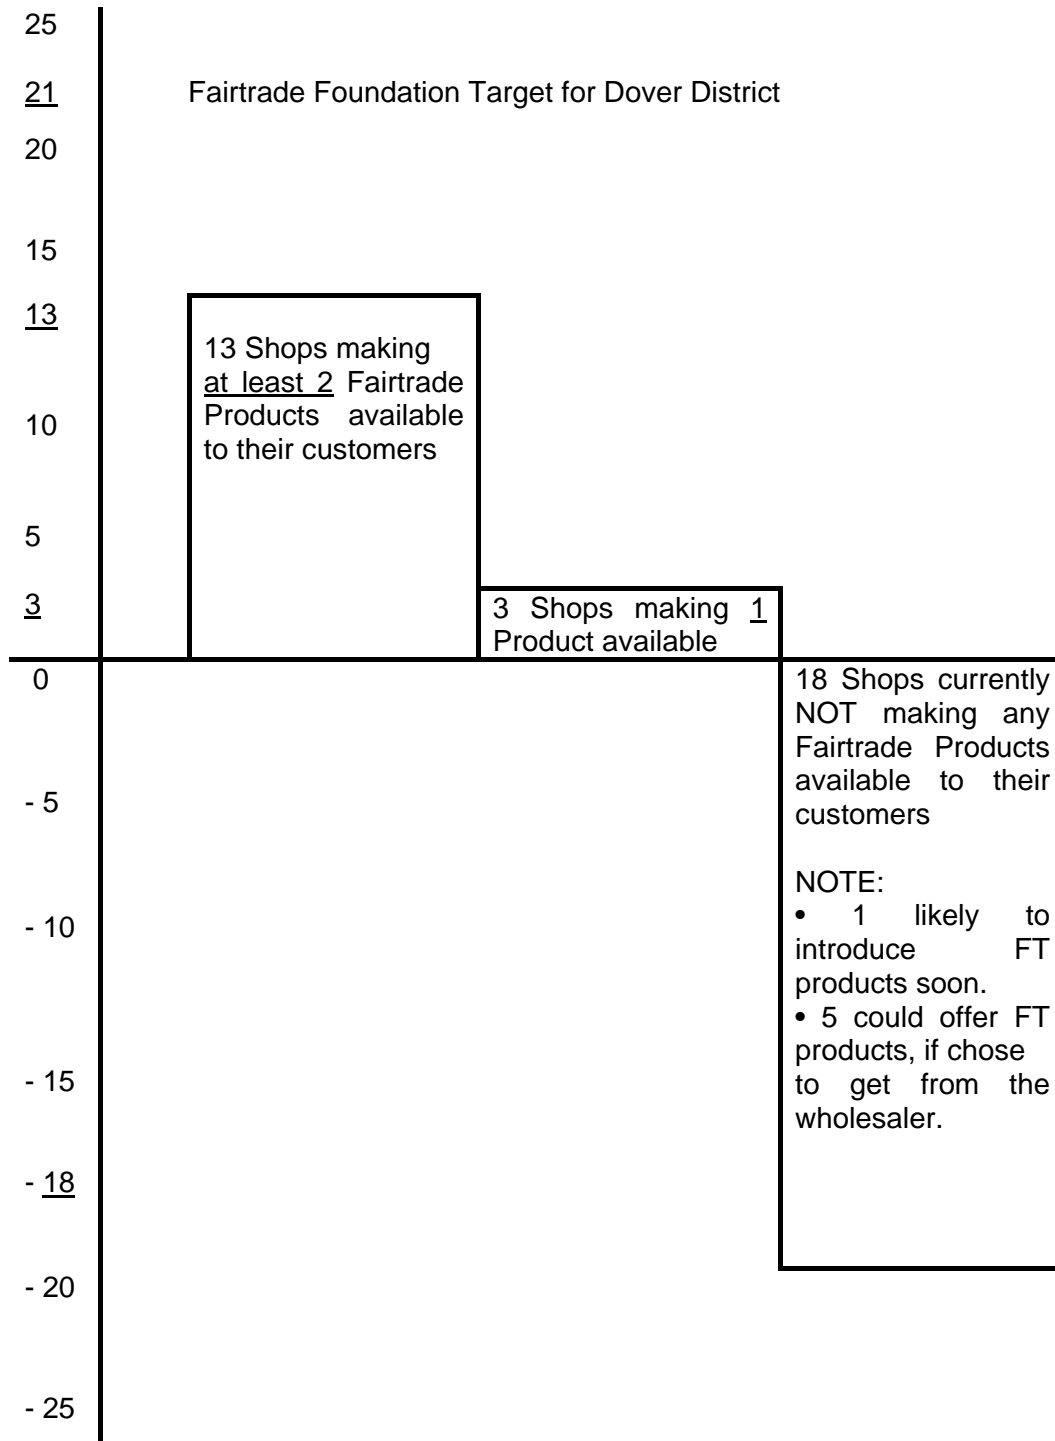 25
21 Fairtrade Foundation Target for Dover District
20
15
13
13 Shops making
at least 2 Fairtrade
Products available
to their customers
10
5
3
3 Shops making 1
Product available
0
18 Shops currently
NOT making any
Fairtrade Products
available to their
customers
NOTE:
• 1 likely to
introduce FT
products soon.
• 5 could offer FT
products, if chose
to get from the
wholesaler.
- 5
- 10
- 15
- 18
- 20
- 25